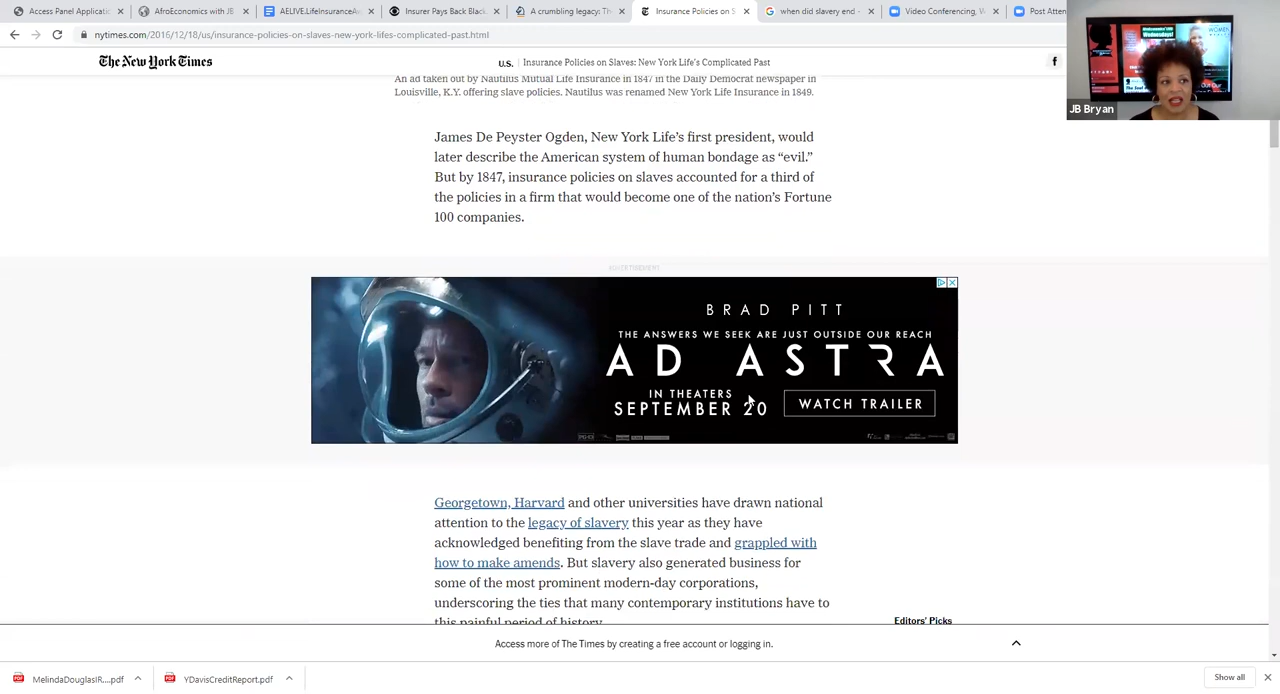 Access Panel Applicati
AfroEconomics with JB
AELIVE.LifeInsuranceAw
Insurer Pays Back Black
A crumbling legacy: Th
Insurance Policies on S
when did slavery end -
Video Conferencing, W
Post Atten
nytimes.com/2016/12/18/us/insurance-policies-on-slaves-new-york-lifes-complicated-past.html
The New York Times
U.S. | Insurance Policies on Slaves: New York Life's Complicated Past
f
JB Bryan
An ad taken out by Nautilus Mutual Life Insurance in 1847 in the Daily Democrat newspaper in
Louisville, K.Y. offering slave policies. Nautilus was renamed New York Life Insurance in 1849.
James De Peyster Ogden, New York Life's first president, would
later describe the American system of human bondage as “evil.”
But by 1847, insurance policies on slaves accounted for a third of
the policies in a firm that would become one of the nation's Fortune
100 companies.
ADVERTISEMENT
BRAD PITT
THE ANSWERS WE SEEK ARE JUST OUTSIDE OUR REACH
AD ASTRA
IN THEATERS
SEPTEMBER 20
WATCH TRAILER
Georgetown, Harvard and other universities have drawn national
attention to the legacy of slavery this year as they have
acknowledged benefiting from the slave trade and grappled with
how to make amends. But slavery also generated business for
some of the most prominent modern-day corporations,
underscoring the ties that many contemporary institutions have to
this painful period of history.
Editors' Picks
Access more of The Times by creating a free account or logging in.
MelindaDouglasIR....pdf
YDavisCreditReport.pdf
Show all